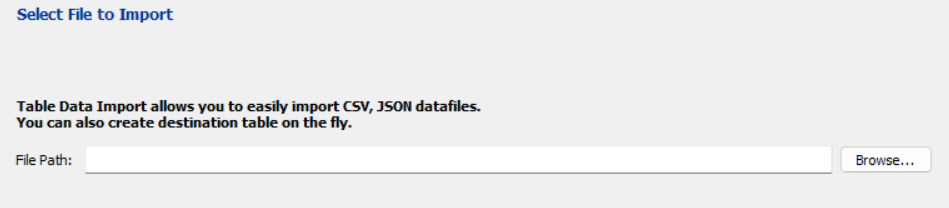 Select File to Import
Table Data Import allows you to easily import CSV, JSON datafiles.
You can also create destination table on the fly.
File Path:
Browse...